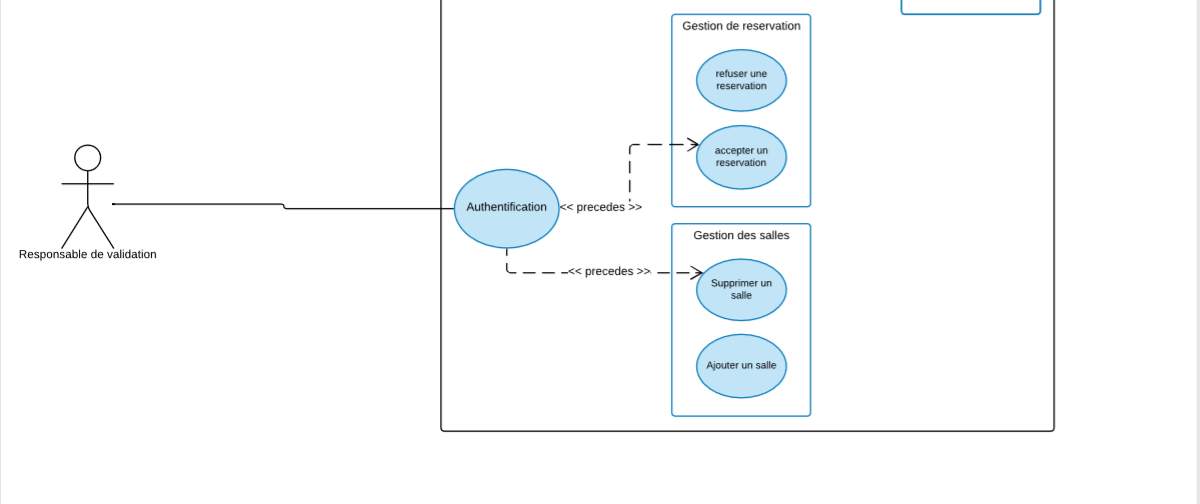 Gestion de reservation
refuser une
reservation
accepter un
reservation
Authentification
<< precedes >>
Responsable de validation
Gestion des salles
<< precedes >>
Supprimer un
salle
Ajouter un salle